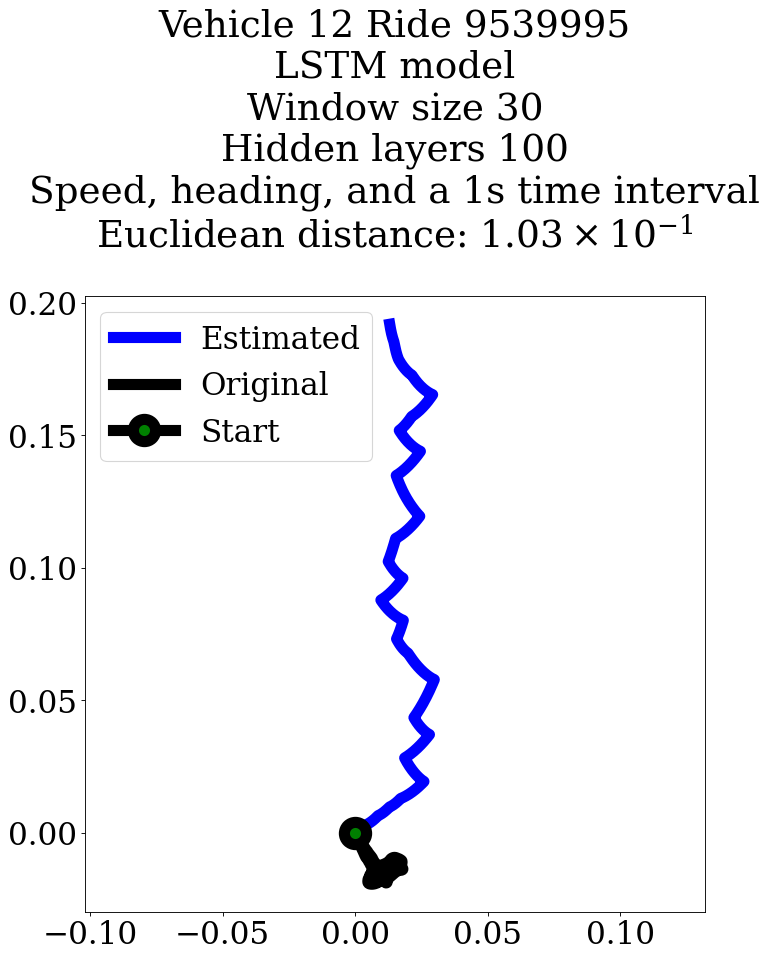 Vehicle 12 Ride 9539995
LSTM model
Window size 30
Hidden layers 100
Speed, heading, and a 1s time interval
Euclidean distance: 1.03 × 10⁻¹
Estimated
Original
Start
0.20
0.15
0.10
0.05
0.00
−0.10 −0.05 0.00 0.05 0.10